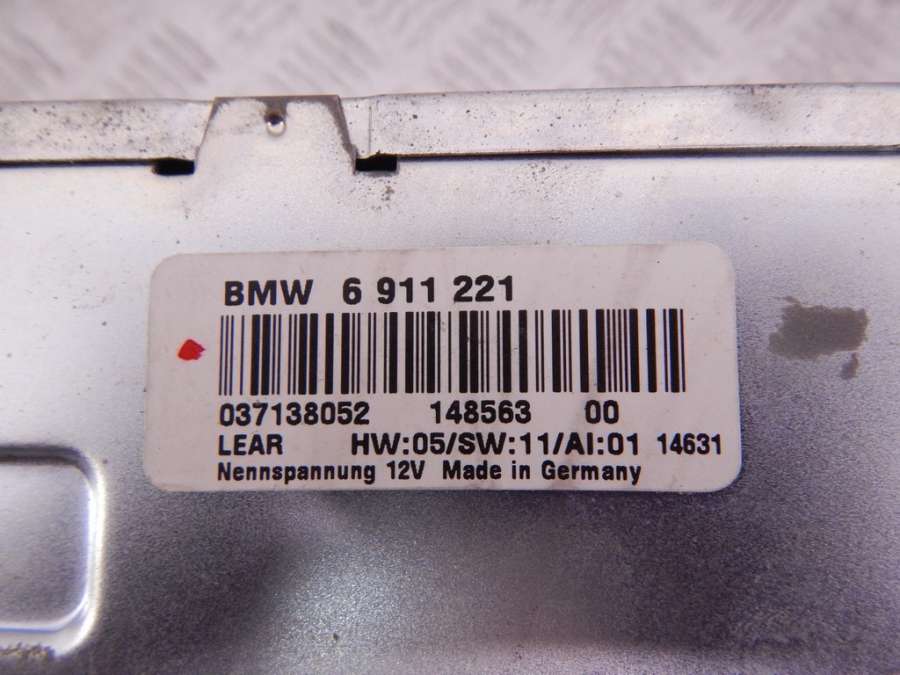 BMW 6 911 221
037138052 148563 00
LEAR HW:05/SW:11/AI:01 14631
Nennspannung 12V Made in Germany